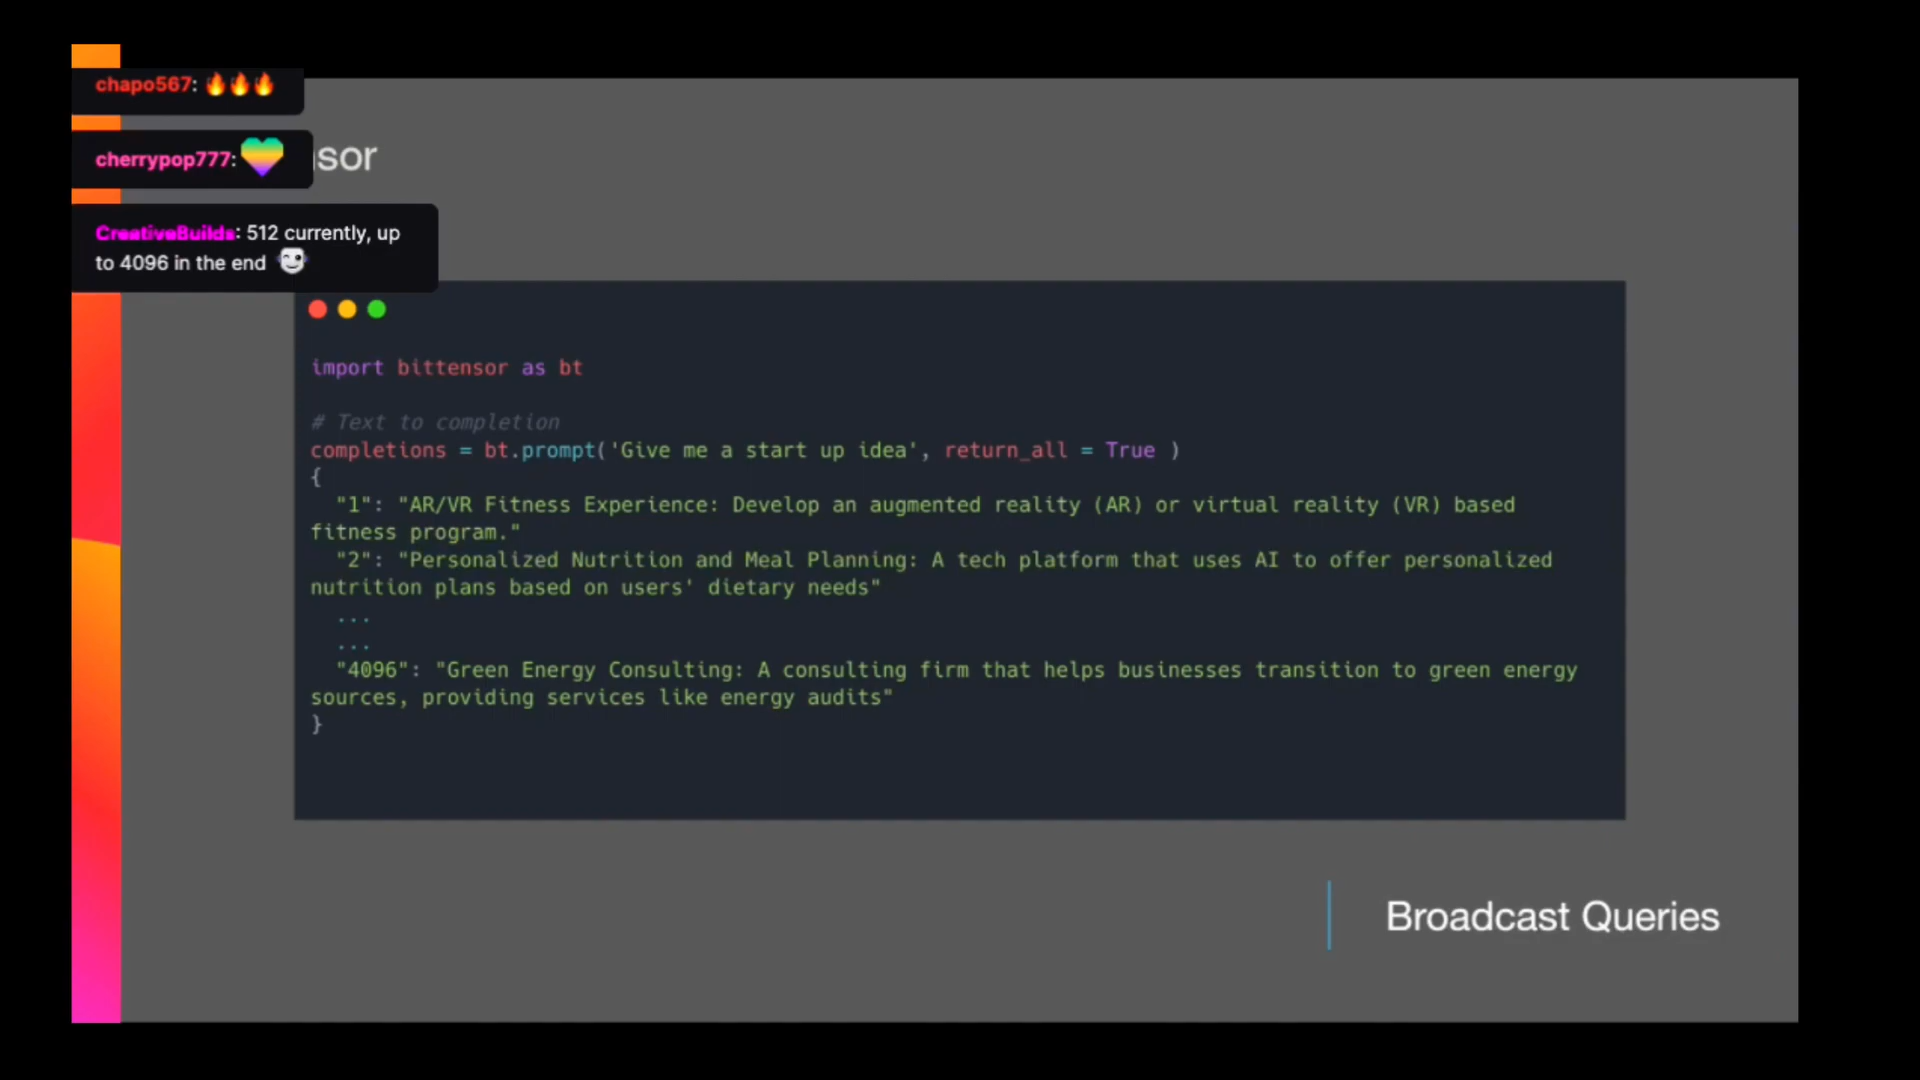 chapo567: 🔥🔥🔥
cherrypop777:
sor
CreativeBuilds: 512 currently, up
to 4096 in the end
import bittensor as bt
# Text to completion
completions = bt.prompt('Give me a start up idea', return_all = True )
{
"1": "AR/VR Fitness Experience: Develop an augmented reality (AR) or virtual reality (VR) based
fitness program."
"2": "Personalized Nutrition and Meal Planning: A tech platform that uses AI to offer personalized
nutrition plans based on users' dietary needs"
...
...
"4096": "Green Energy Consulting: A consulting firm that helps businesses transition to green energy
sources, providing services like energy audits"
}
Broadcast Queries